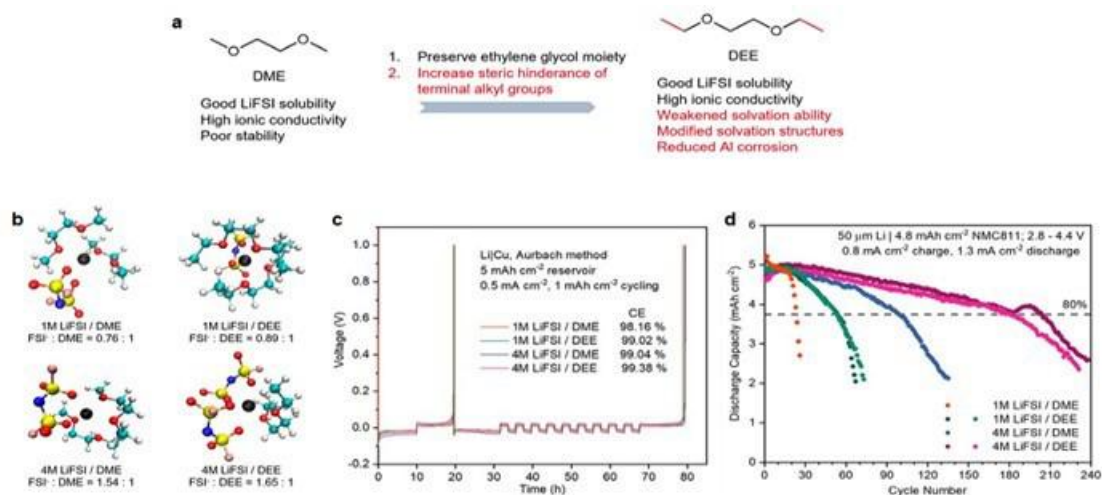 a
DME
Good LiFSI solubility
High ionic conductivity
Poor stability
1. Preserve ethylene glycol moiety
2. Increase steric hinderance of
terminal alkyl groups
DEE
Good LiFSI solubility
High ionic conductivity
Weakened solvation ability
Modified solvation structures
Reduced Al corrosion
b
1M LiFSI / DME
FSI⁻ : DME = 0.76 : 1
1M LiFSI / DEE
FSI⁻ : DEE = 0.89 : 1
4M LiFSI / DME
FSI⁻ : DME = 1.54 : 1
4M LiFSI / DEE
FSI⁻ : DEE = 1.65 : 1
c
Li|Cu, Aurbach method
5 mAh cm⁻² reservoir
0.5 mA cm⁻², 1 mAh cm⁻² cycling
CE
1M LiFSI / DME 98.16 %
1M LiFSI / DEE 99.02 %
4M LiFSI / DME 99.04 %
4M LiFSI / DEE 99.38 %
Voltage (V)
1.0
0.8
0.6
0.4
0.2
0.0
-0.2
0 10 20 30 40 50 60 70 80
Time (h)
d
50 μm Li | 4.8 mAh cm⁻² NMC811; 2.8 - 4.4 V
0.8 mA cm⁻² charge, 1.3 mA cm⁻² discharge
80%
1M LiFSI / DME
1M LiFSI / DEE
4M LiFSI / DME
4M LiFSI / DEE
Discharge Capacity (mAh cm⁻²)
6
5
4
3
2
1
0 30 60 90 120 150 180 210 240
Cycle Number
O
O
O
O